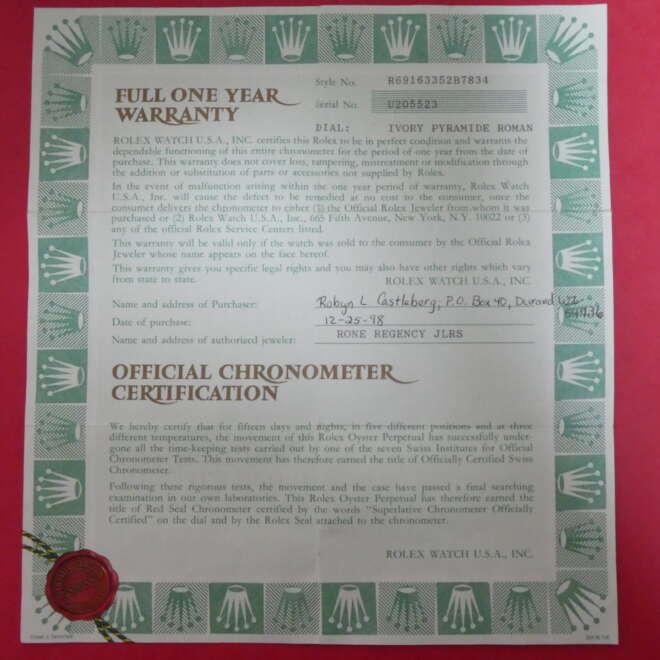 Style No. R69163352B7834
FULL ONE YEAR
WARRANTY
Serial No. U205523
DIAL: IVORY PYRAMIDE ROMAN
ROLEX WATCH U.S.A., INC. certifies this Rolex to be in perfect condition and warrants the
dependable functioning of this entire chronometer for the period of one year from the date of
purchase. This warranty does not cover loss, tampering, mistreatment or modification through
the addition or substitution of parts or accessories not supplied by Rolex.
In the event of malfunction arising within the one year period of warranty, Rolex Watch
U.S.A., Inc. will cause the defect to be remedied at no cost to the consumer, once the
consumer delivers the chronometer to either (1) the Official Rolex Jeweler from whom it was
purchased or (2) Rolex Watch U.S.A., Inc., 665 Fifth Avenue, New York, N.Y. 10022 or (3)
any of the official Rolex Service Centers listed.
This warranty will be valid only if the watch was sold to the consumer by the Official Rolex
Jeweler whose name appears on the face hereof.
This warranty gives you specific legal rights and you may also have other rights which vary
from state to state. ROLEX WATCH U.S.A., INC.
Name and address of Purchaser: Robyn L Castleberg, P.O. Box 40, Durand WI
54736
Date of purchase: 12-25-98
Name and address of authorized jeweler: RONE REGENCY JLRS
OFFICIAL CHRONOMETER
CERTIFICATION
We hereby certify that for fifteen days and nights, in five different positions and at three
different temperatures, the movement of this Rolex Oyster Perpetual has successfully under-
gone all the time-keeping tests carried out by one of the seven Swiss Institutes for Official
Chronometer Tests. This movement has therefore earned the title of Officially Certified Swiss
Chronometer.
Following these rigorous tests, the movement and the case have passed a final searching
examination in our own laboratories. This Rolex Oyster Perpetual has therefore earned the
title of Red Seal Chronometer certified by the words "Superlative Chronometer Officially
Certified" on the dial and by the Rolex Seal attached to the chronometer.
ROLEX WATCH U.S.A., INC.